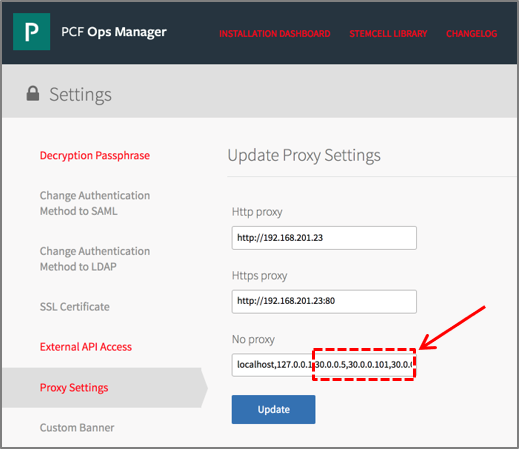 P
PCF Ops Manager
INSTALLATION DASHBOARD
STEMCELL LIBRARY
CHANGELOG
Settings
Decryption Passphrase
Change Authentication
Method to SAML
Change Authentication
Method to LDAP
SSL Certificate
External API Access
Proxy Settings
Custom Banner
Update Proxy Settings
Http proxy
http://192.168.201.23
Https proxy
http://192.168.201.23:80
No proxy
localhost,127.0.0.1,30.0.0.5,30.0.0.101,30.0.
Update